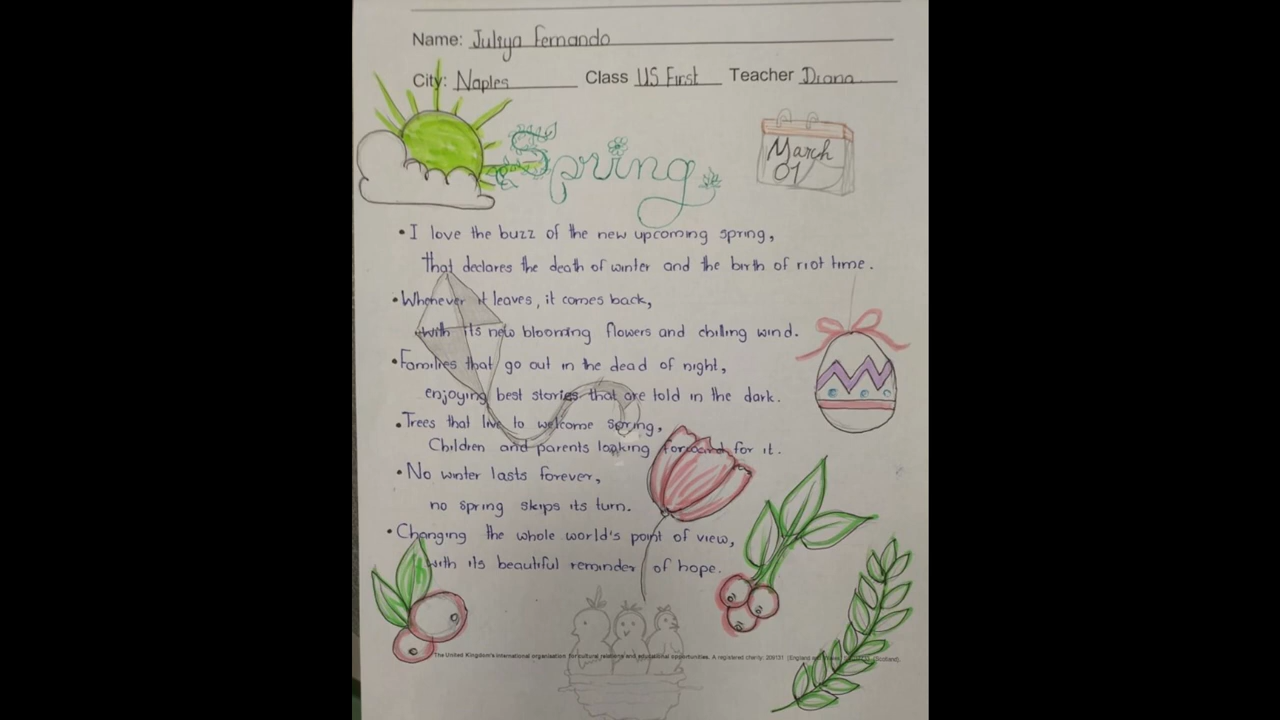 Name: Juliya Fernando
City: Naples Class US First Teacher Diana
Spring
March
01
• I love the buzz of the new upcoming spring,
that declares the death of winter and the birth of riot time.
• Whenever it leaves, it comes back,
with its new blooming flowers and chilling wind.
• Families that go out in the dead of night,
enjoying best stories that are told in the dark.
• Trees that live to welcome spring,
Children and parents looking forward for it.
• No winter lasts forever,
no spring skips its turn.
• Changing the whole world's point of view,
with its beautiful reminder of hope.
The United Kingdom's international organisation for cultural relations and educational opportunities. A registered charity: 209131 (England and Wales) (Scotland).